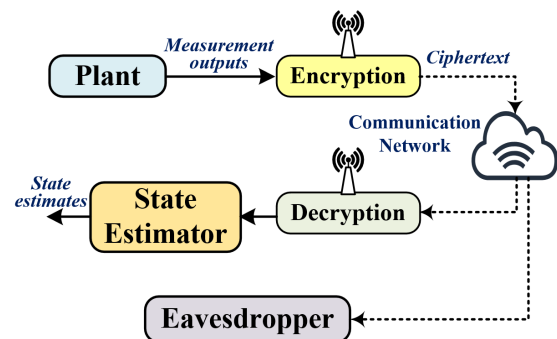 Plant
Measurement
outputs
Encryption
Ciphertext
Communication
Network
State
estimates
State
Estimator
Decryption
Eavesdropper